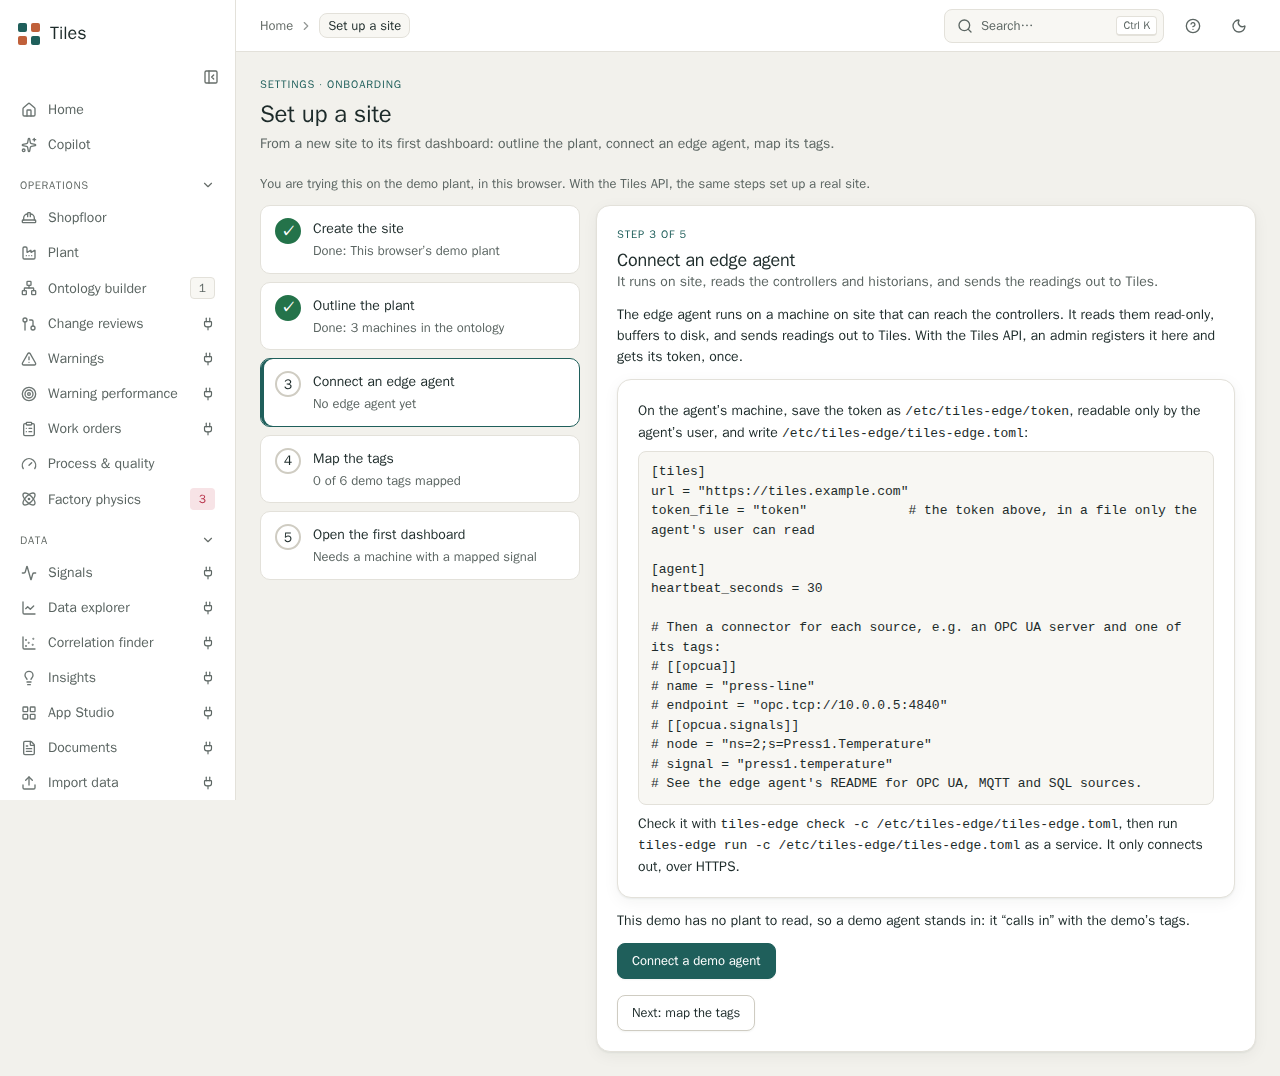 Tiles
Home
Copilot
OPERATIONS
Shopfloor
Plant
Ontology builder
1
Change reviews
Warnings
Warning performance
Work orders
Process & quality
Factory physics
3
DATA
Signals
Data explorer
Correlation finder
Insights
App Studio
Documents
Import data
Home
Set up a site
Search…
Ctrl K
SETTINGS · ONBOARDING
Set up a site
From a new site to its first dashboard: outline the plant, connect an edge agent, map its tags.
You are trying this on the demo plant, in this browser. With the Tiles API, the same steps set up a real site.
Create the site
Done: This browser's demo plant
Outline the plant
Done: 3 machines in the ontology
3
Connect an edge agent
No edge agent yet
4
Map the tags
0 of 6 demo tags mapped
5
Open the first dashboard
Needs a machine with a mapped signal
STEP 3 OF 5
Connect an edge agent
It runs on site, reads the controllers and historians, and sends the readings out to Tiles.
The edge agent runs on a machine on site that can reach the controllers. It reads them read-only,
buffers to disk, and sends readings out to Tiles. With the Tiles API, an admin registers it here and
gets its token, once.
On the agent's machine, save the token as /etc/tiles-edge/token, readable only by the
agent's user, and write /etc/tiles-edge/tiles-edge.toml:
[tiles]
url = "https://tiles.example.com"
token_file = "token"             # the token above, in a file only the
agent's user can read
[agent]
heartbeat_seconds = 30
# Then a connector for each source, e.g. an OPC UA server and one of
its tags:
# [[opcua]]
# name = "press-line"
# endpoint = "opc.tcp://10.0.0.5:4840"
# [[opcua.signals]]
# node = "ns=2;s=Press1.Temperature"
# signal = "press1.temperature"
# See the edge agent's README for OPC UA, MQTT and SQL sources.
Check it with tiles-edge check -c /etc/tiles-edge/tiles-edge.toml, then run
tiles-edge run -c /etc/tiles-edge/tiles-edge.toml as a service. It only connects
out, over HTTPS.
This demo has no plant to read, so a demo agent stands in: it “calls in” with the demo's tags.
Connect a demo agent
Next: map the tags